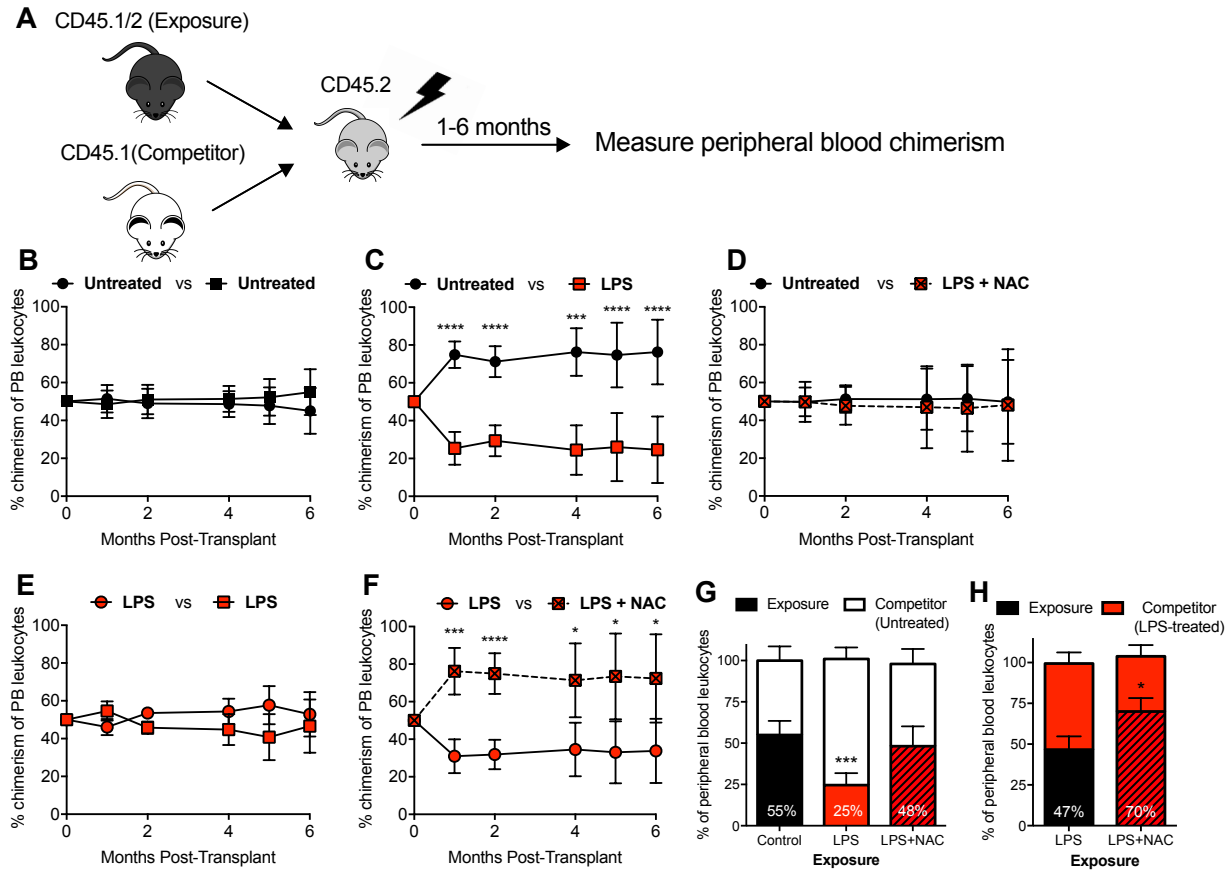 A
CD45.1/2 (Exposure)
CD45.1(Competitor)
CD45.2
1-6 months
Measure peripheral blood chimerism
B
Untreated vs Untreated
% chimerism of PB leukocytes
100
80
60
40
20
0
0 2 4 6
Months Post-Transplant
C
Untreated vs LPS
% chimerism of PB leukocytes
100
80
60
40
20
0
**** **** *** **** ****
0 2 4 6
Months Post-Transplant
D
Untreated vs LPS + NAC
% chimerism of PB leukocytes
100
80
60
40
20
0
0 2 4 6
Months Post-Transplant
E
LPS vs LPS
% chimerism of PB leukocytes
100
80
60
40
20
0
0 2 4 6
Months Post-Transplant
F
LPS vs LPS + NAC
% chimerism of PB leukocytes
100
80
60
40
20
0
*** **** * * *
0 2 4 6
Months Post-Transplant
G
Exposure Competitor
(Untreated)
% of peripheral blood leukocytes
100
75
50
25
0
***
55% 25% 48%
Control LPS LPS+NAC
Exposure
H
Exposure Competitor
(LPS-treated)
% of peripheral blood leukocytes
100
75
50
25
0
*
47% 70%
LPS LPS+NAC
Exposure